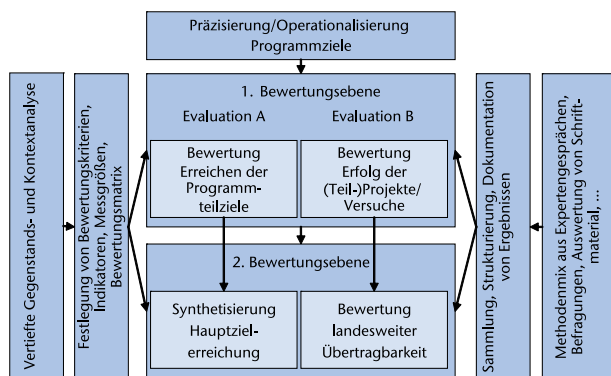 Präzisierung/Operationalisierung
Programmziele
Vertiefte Gegenstands- und Kontextanalyse
Festlegung von Bewertungskriterien,
Indikatoren, Messgrößen,
Bewertungsmatrix
1. Bewertungsebene
Evaluation A
Evaluation B
Bewertung
Erreichen der
Programm-
teilziele
Bewertung
Erfolg der
(Teil-)Projekte/
Versuche
2. Bewertungsebene
Synthetisierung
Hauptziel-
erreichung
Bewertung
landesweiter
Übertragbarkeit
Sammlung, Strukturierung, Dokumentation
von Ergebnissen
Methodenmix aus Expertengesprächen,
Befragungen, Auswertung von Schrift-
material, ...